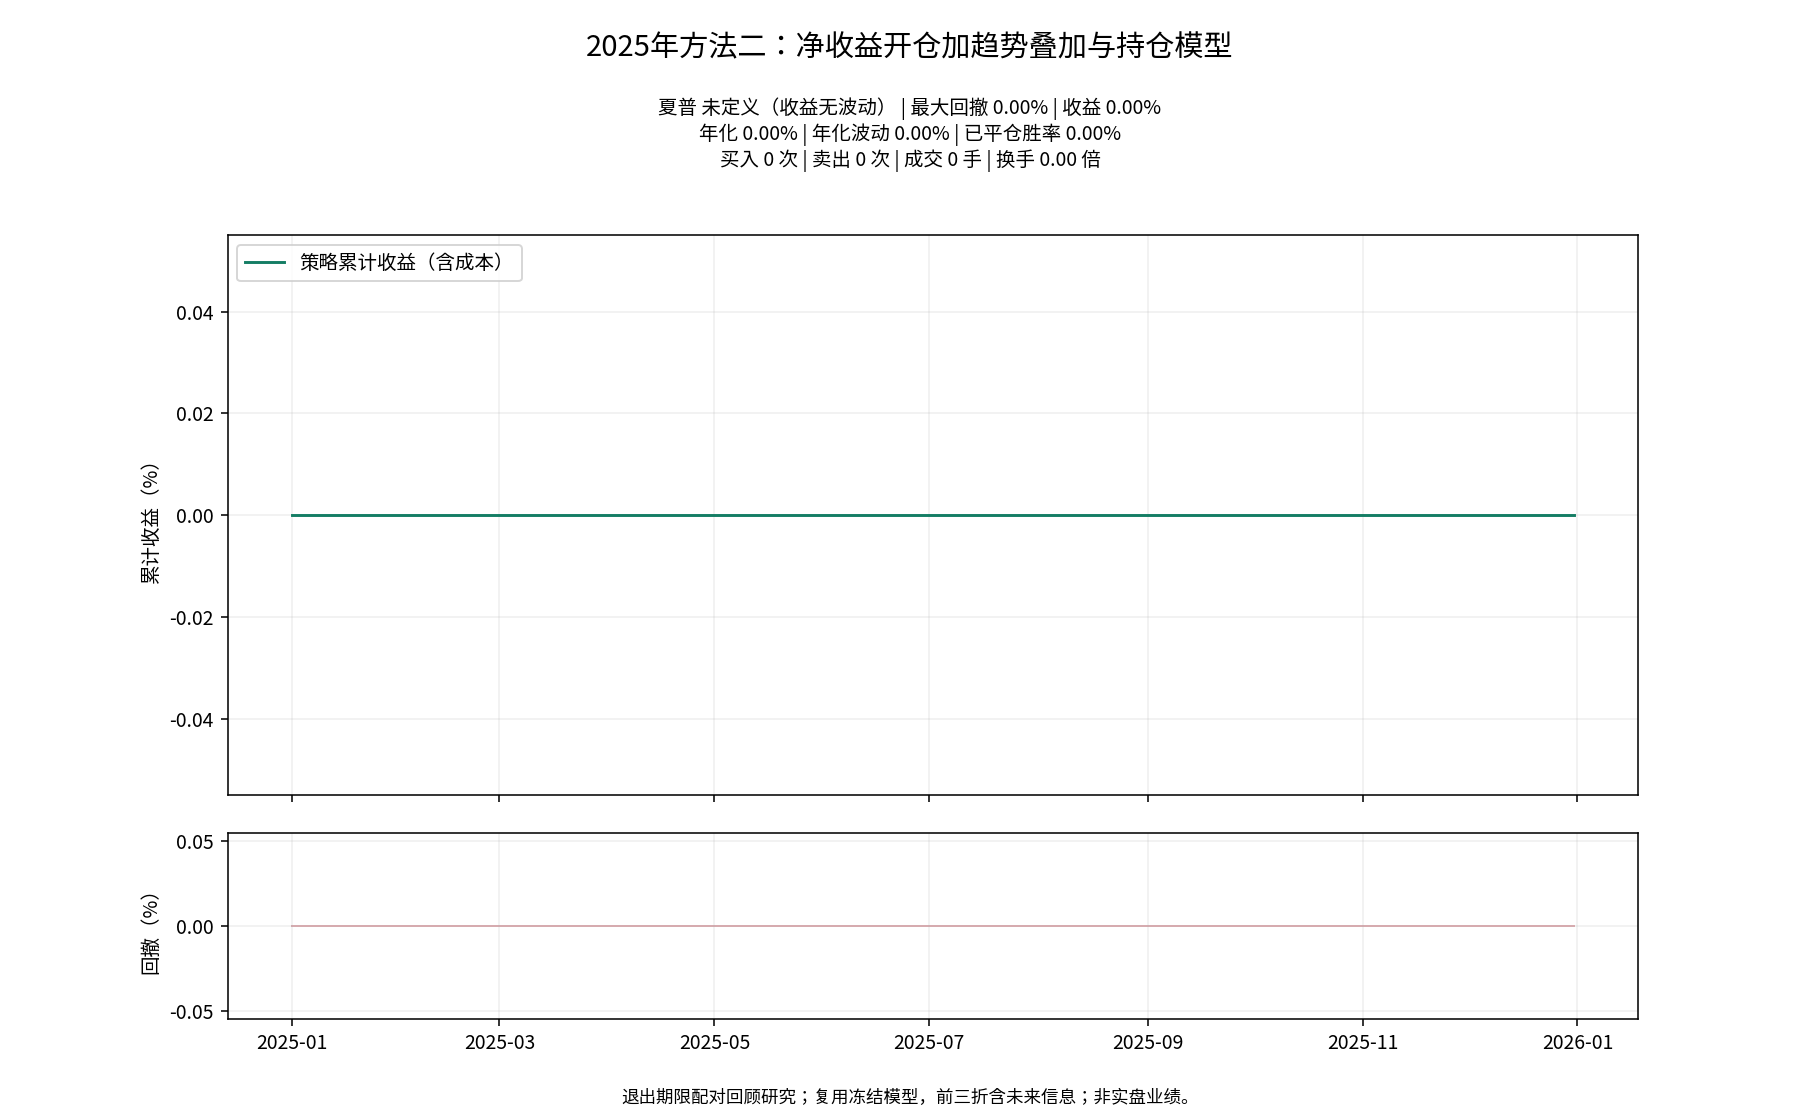 2025年方法二：净收益开仓加趋势叠加与持仓模型
夏普 未定义（收益无波动） | 最大回撤 0.00% | 收益 0.00%
年化 0.00% | 年化波动 0.00% | 已平仓胜率 0.00%
买入 0 次 | 卖出 0 次 | 成交 0 手 | 换手 0.00 倍
策略累计收益（含成本）
0.04
0.02
0.00
-0.02
-0.04
累计收益（%）
0.05
0.00
-0.05
回撤（%）
2025-01
2025-03
2025-05
2025-07
2025-09
2025-11
2026-01
退出期限配对回顾研究；复用冻结模型，前三折含未来信息；非实盘业绩。